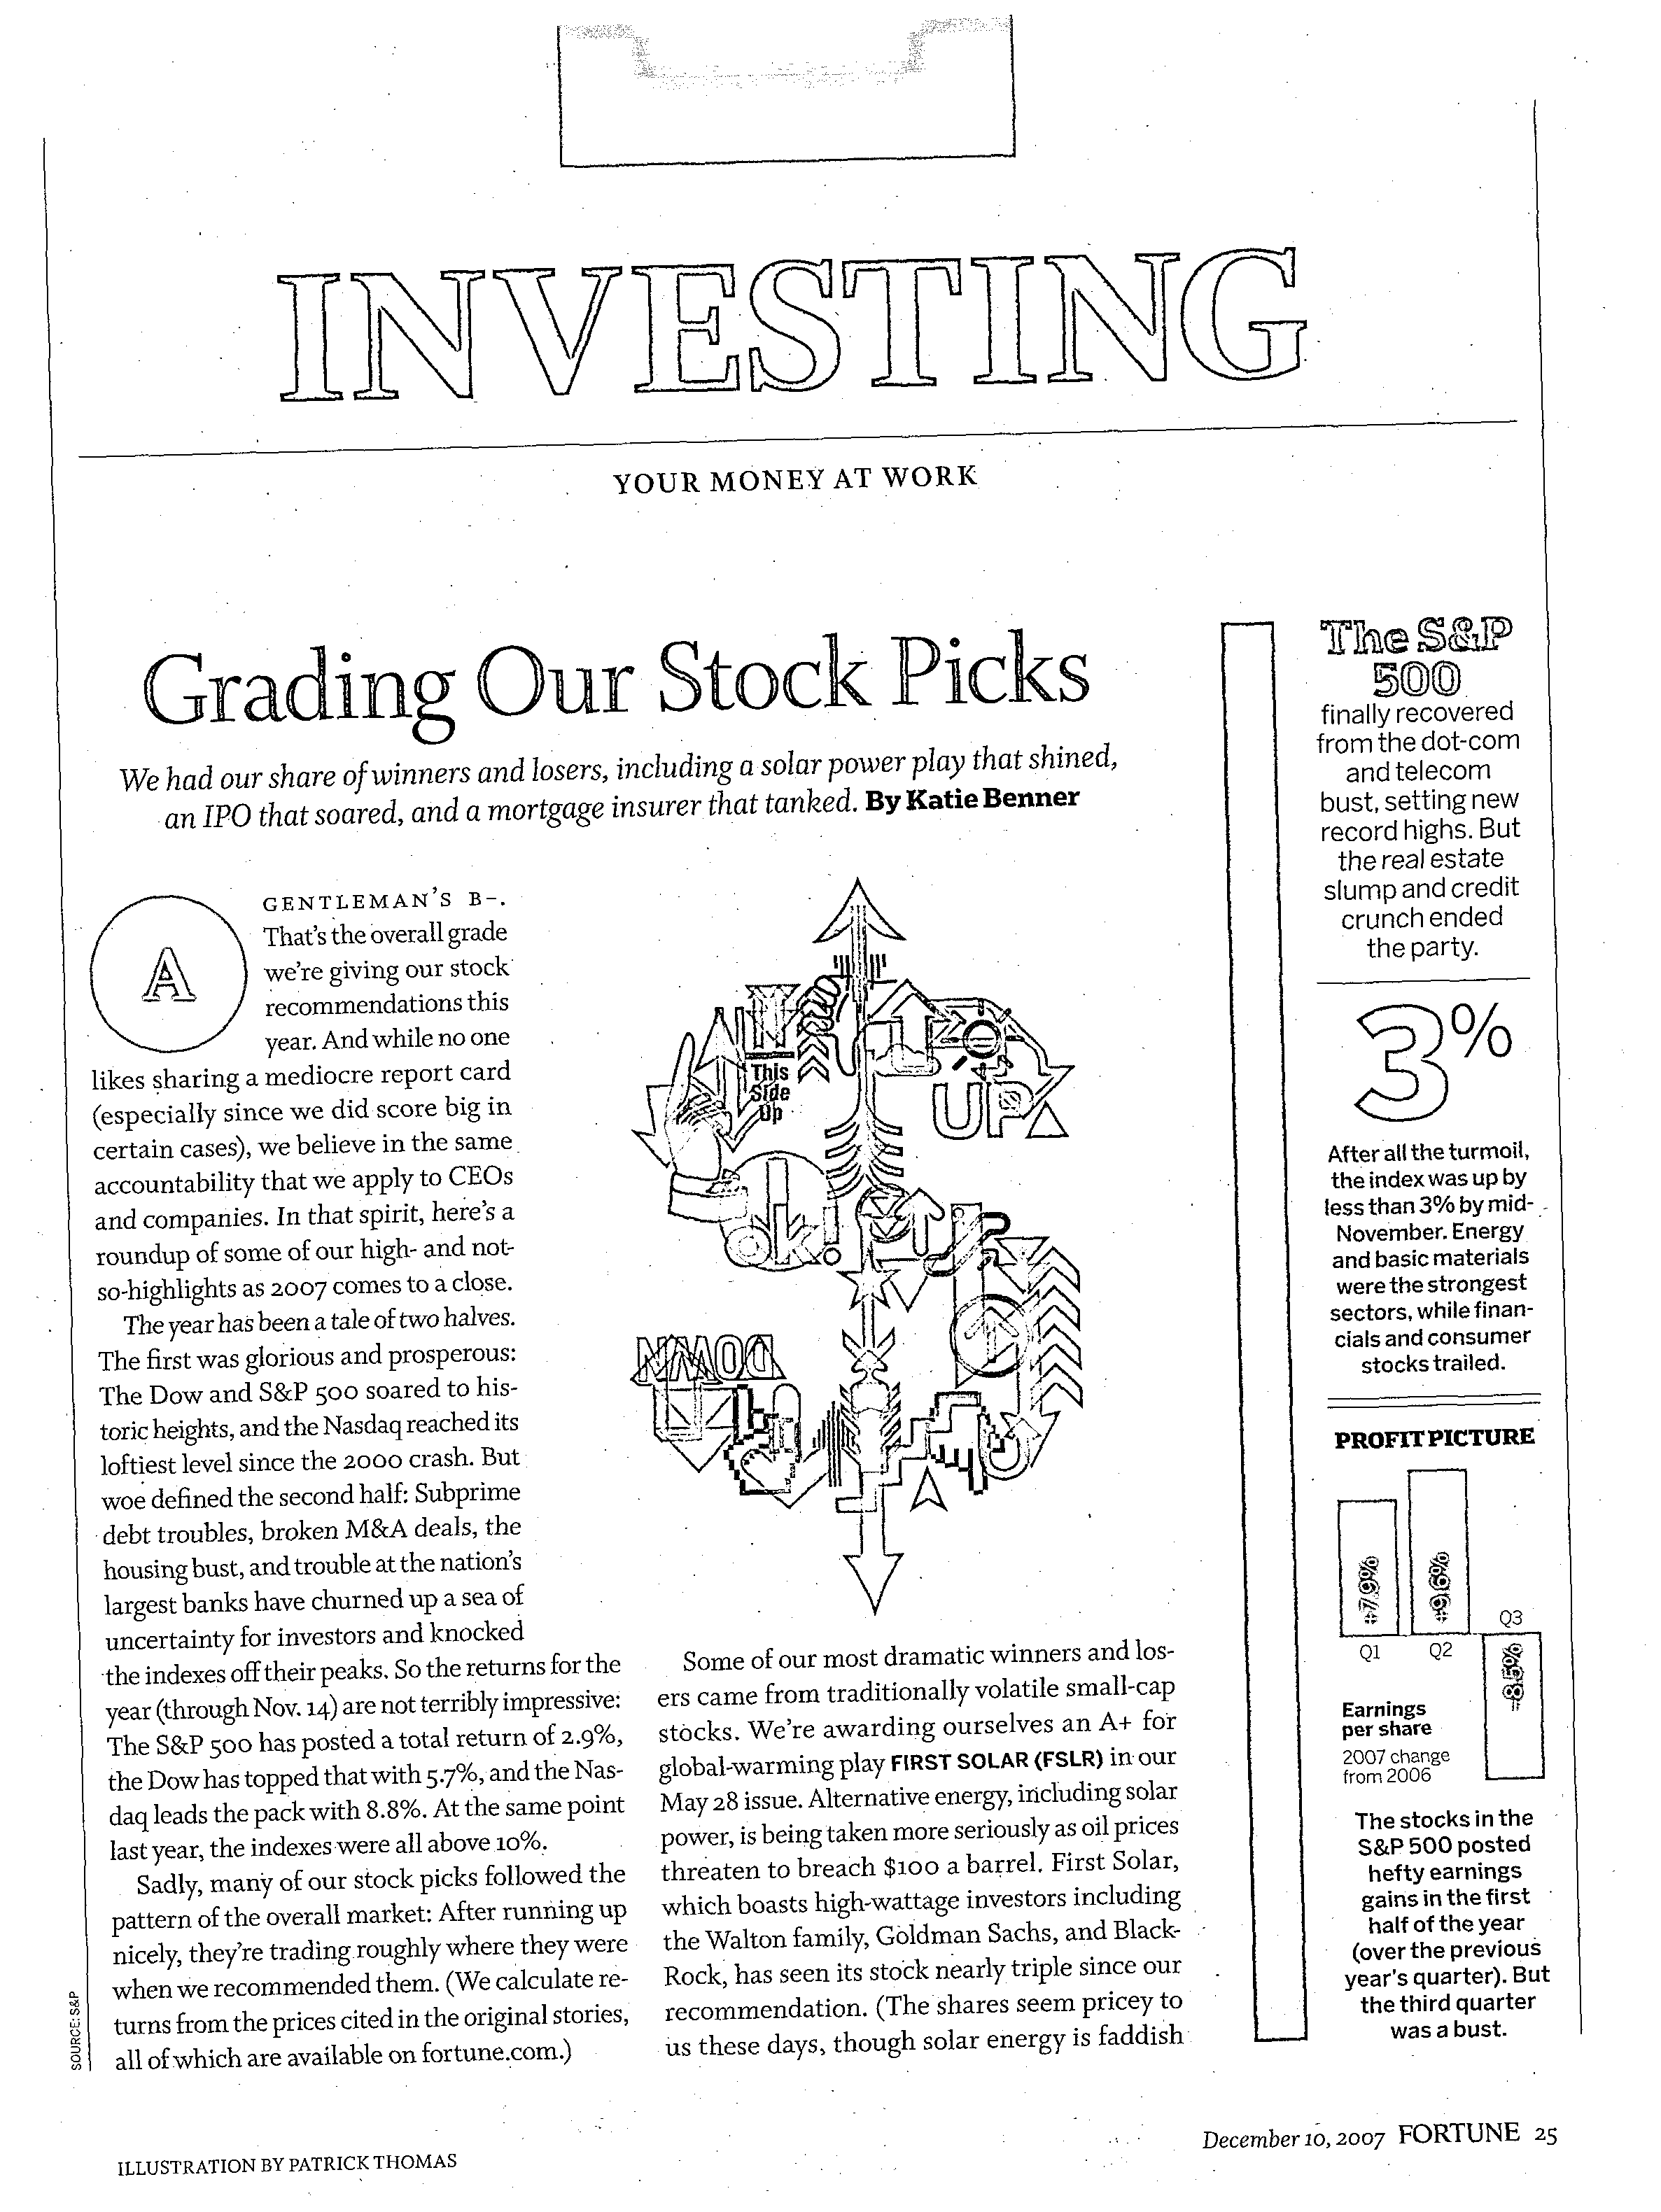 INVESTING
YOUR MONEY AT WORK
Grading Our Stock Picks
We had our share of winners and losers, including a solar power play that shined,
an IPO that soared, and a mortgage insurer that tanked. By Katie Benner
A
GENTLEMAN'S B–.
That's the overall grade
we're giving our stock
recommendations this
year. And while no one
likes sharing a mediocre report card
(especially since we did score big in
certain cases), we believe in the same
accountability that we apply to CEOs
and companies. In that spirit, here's a
roundup of some of our high- and not-
so-highlights as 2007 comes to a close.
The year has been a tale of two halves.
The first was glorious and prosperous:
The Dow and S&P 500 soared to his-
toric heights, and the Nasdaq reached its
loftiest level since the 2000 crash. But
woe defined the second half: Subprime
debt troubles, broken M&A deals, the
housing bust, and trouble at the nation's
largest banks have churned up a sea of
uncertainty for investors and knocked
the indexes off their peaks. So the returns for the
year (through Nov. 14) are not terribly impressive:
The S&P 500 has posted a total return of 2.9%,
the Dow has topped that with 5.7%, and the Nas-
daq leads the pack with 8.8%. At the same point
last year, the indexes were all above 10%.
Sadly, many of our stock picks followed the
pattern of the overall market: After running up
nicely, they're trading roughly where they were
when we recommended them. (We calculate re-
turns from the prices cited in the original stories,
all of which are available on fortune.com.)
This
Side
Up
UP
ok!
DOWN
Some of our most dramatic winners and los-
ers came from traditionally volatile small-cap
stocks. We're awarding ourselves an A+ for
global-warming play FIRST SOLAR (FSLR) in our
May 28 issue. Alternative energy, including solar
power, is being taken more seriously as oil prices
threaten to breach $100 a barrel. First Solar,
which boasts high-wattage investors including
the Walton family, Goldman Sachs, and Black-
Rock, has seen its stock nearly triple since our
recommendation. (The shares seem pricey to
us these days, though solar energy is faddish
The S&P
500
finally recovered
from the dot-com
and telecom
bust, setting new
record highs. But
the real estate
slump and credit
crunch ended
the party.
3%
After all the turmoil,
the index was up by
less than 3% by mid-
November. Energy
and basic materials
were the strongest
sectors, while finan-
cials and consumer
stocks trailed.
PROFIT PICTURE
+7.9%
+9.6%
-8.5%
Q1
Q2
Q3
Earnings
per share
2007 change
from 2006
The stocks in the
S&P 500 posted
hefty earnings
gains in the first
half of the year
(over the previous
year's quarter). But
the third quarter
was a bust.
SOURCE: S&P
ILLUSTRATION BY PATRICK THOMAS
December 10, 2007 FORTUNE 25